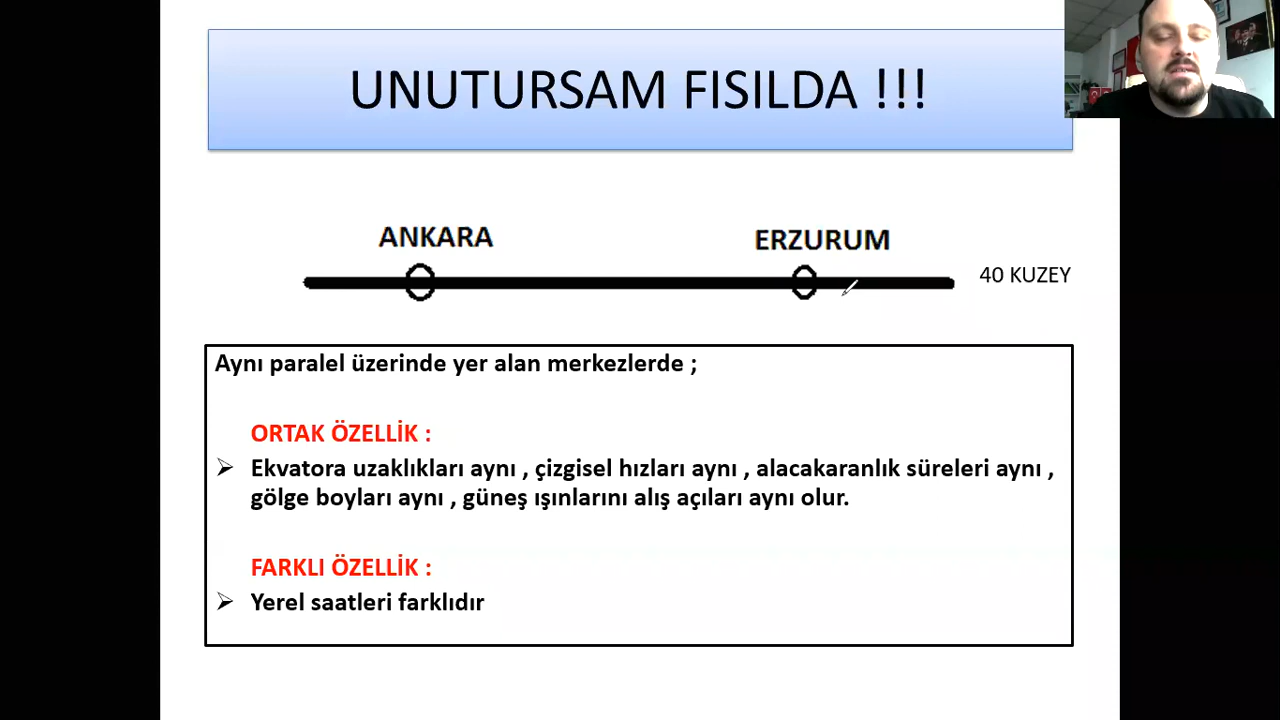 UNUTURSAM FISILDA !!!
ANKARA
ERZURUM
40 KUZEY
Aynı paralel üzerinde yer alan merkezlerde ;
ORTAK ÖZELLİK :
Ekvatora uzaklıkları aynı , çizgisel hızları aynı , alacakaranlık süreleri aynı ,
gölge boyları aynı , güneş ışınlarını alış açıları aynı olur.
FARKLI ÖZELLİK :
Yerel saatleri farklıdır